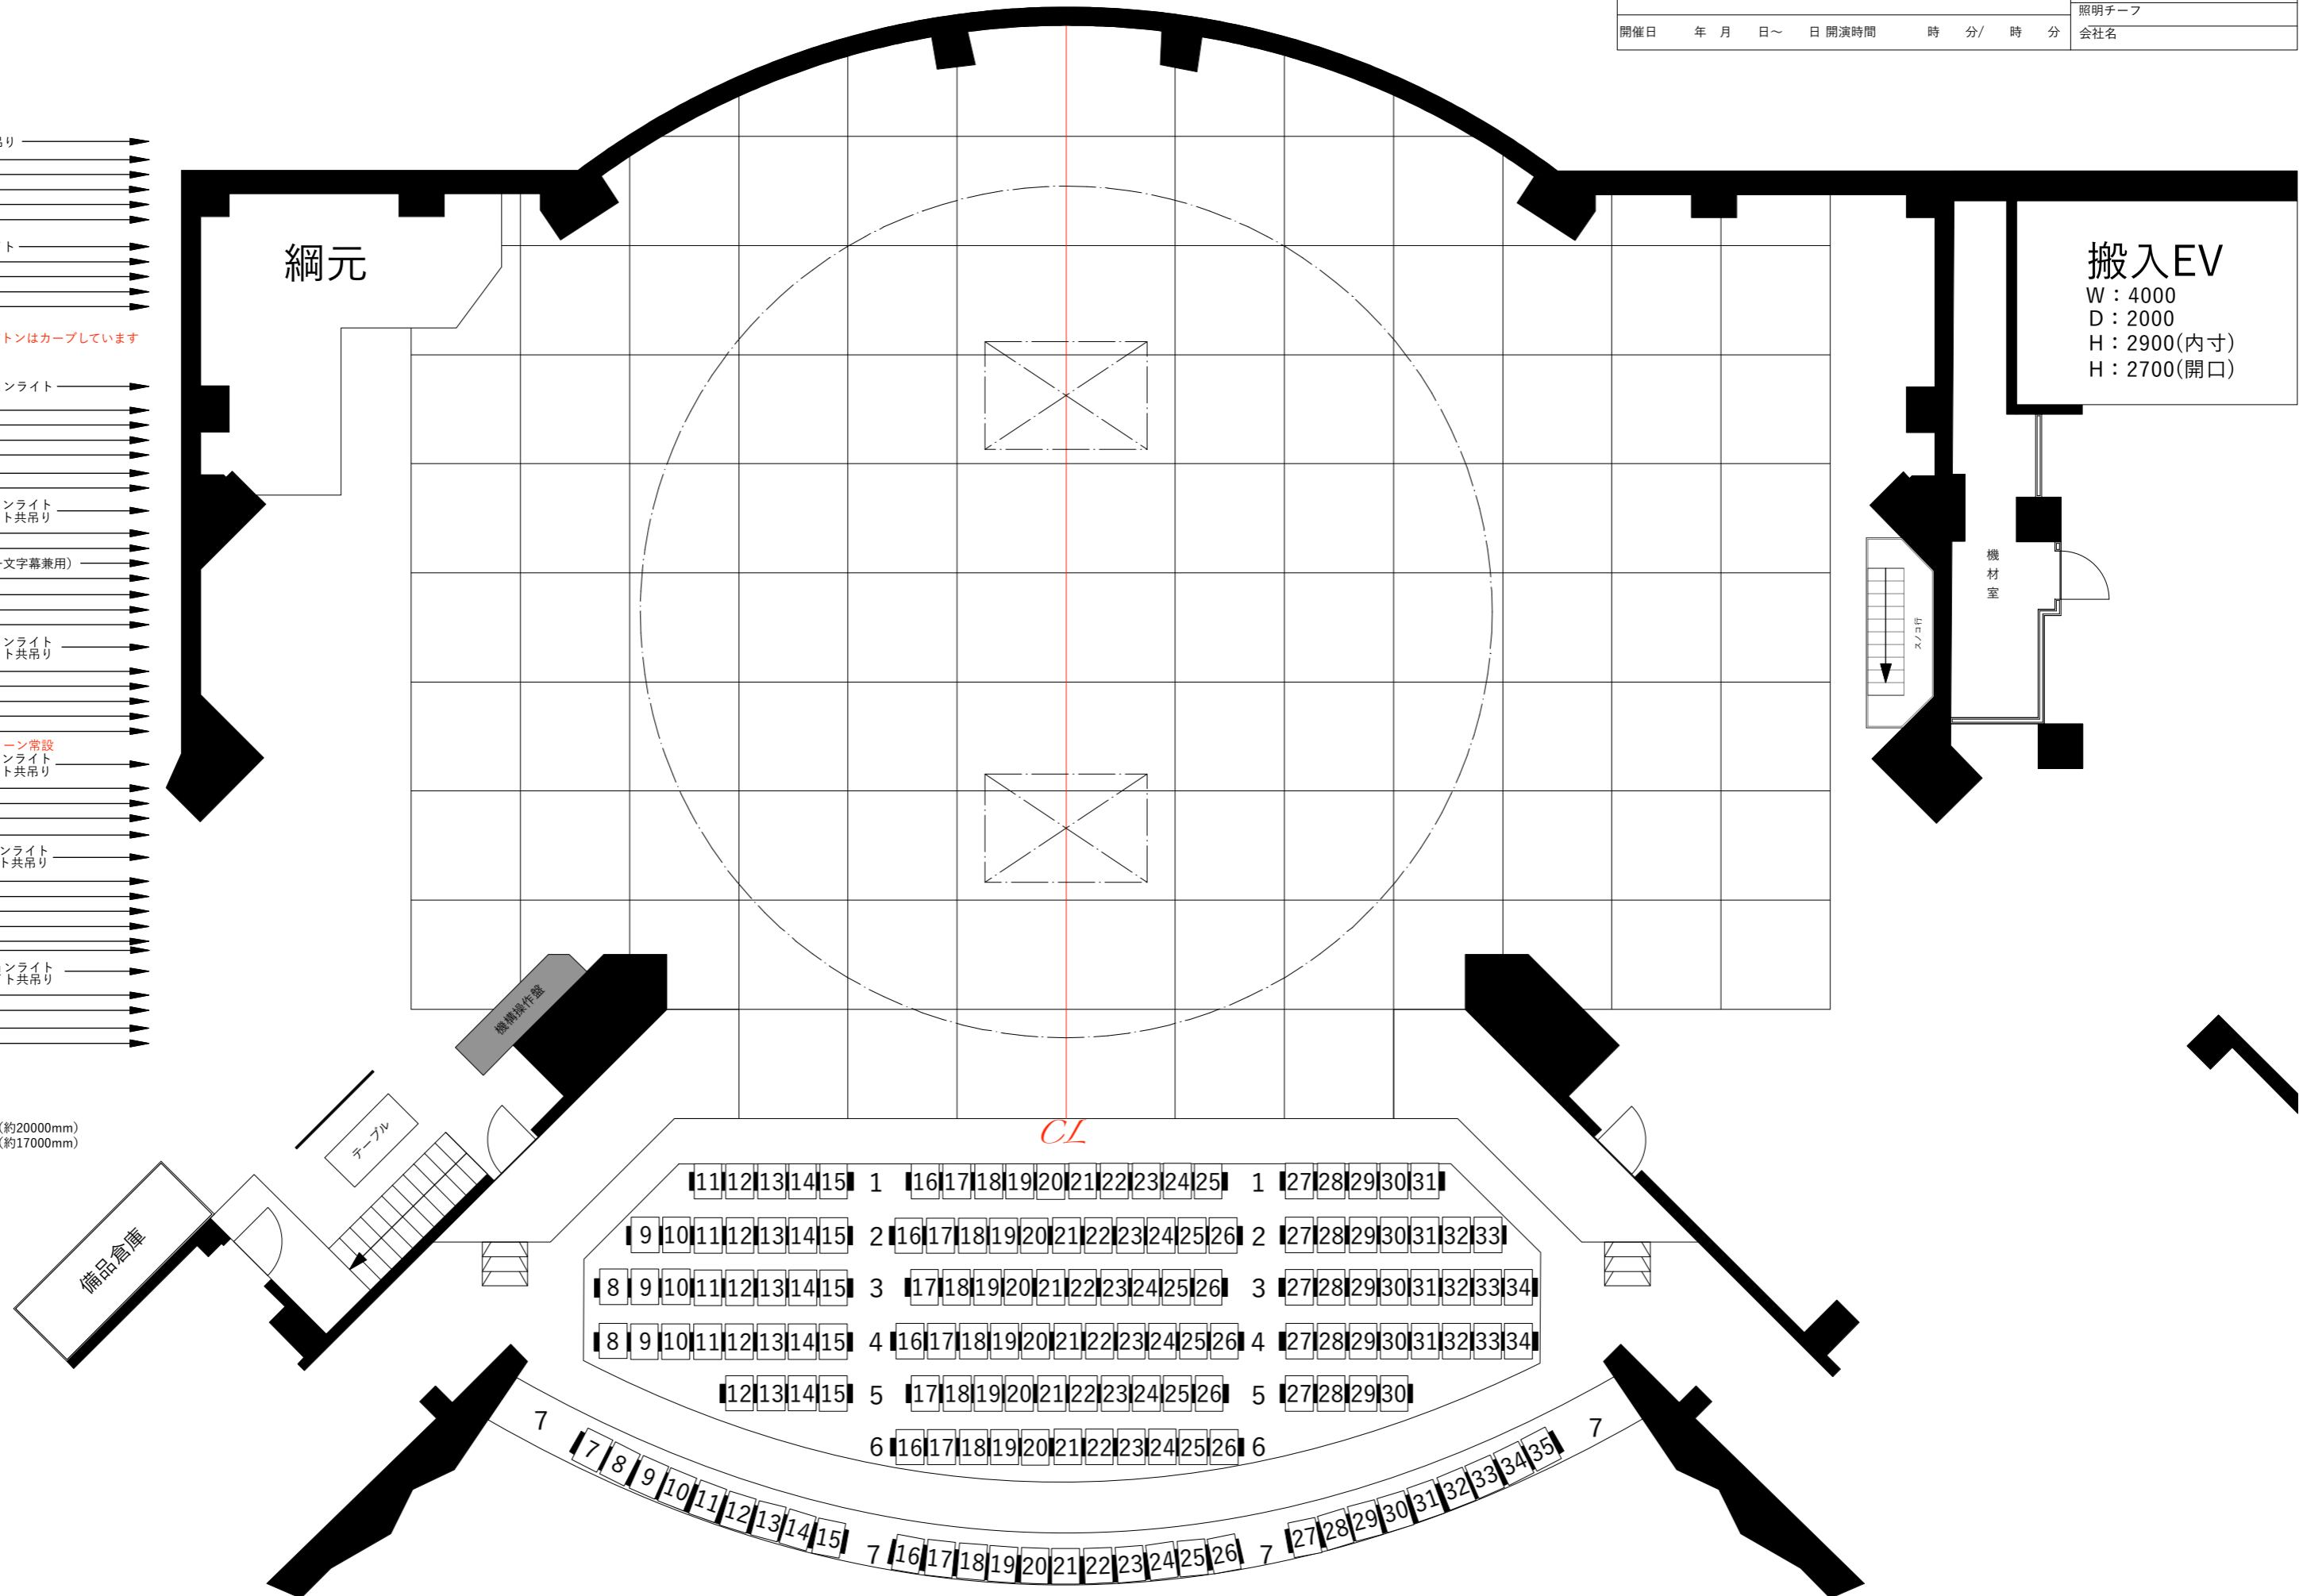 照明チーフ
開催日 年 月 日～ 日 開演時間 時 分/ 時 分
会社名
吊り
イト
トンはカーブしています
ンライト
ンライト
ト共吊り
文字幕兼用）
ンライト
ト共吊り
ーン常設
ンライト
ト共吊り
ンライト
ト共吊り
ンライト
ト共吊り
(約20000mm)
(約17000mm)
綱元
搬入EV
W：4000
D：2000
H：2900(内寸)
H：2700(開口)
機材室
スノコ行
機構操作盤
テーブル
備品倉庫
CL
11 12 13 14 15 1 16 17 18 19 20 21 22 23 24 25 1 27 28 29 30 31
9 10 11 12 13 14 15 2 16 17 18 19 20 21 22 23 24 25 26 2 27 28 29 30 31 32 33
8 9 10 11 12 13 14 15 3 17 18 19 20 21 22 23 24 25 26 3 27 28 29 30 31 32 33 34
8 9 10 11 12 13 14 15 4 16 17 18 19 20 21 22 23 24 25 26 4 27 28 29 30 31 32 33 34
12 13 14 15 5 17 18 19 20 21 22 23 24 25 26 5 27 28 29 30
6 16 17 18 19 20 21 22 23 24 25 26 6
7 7 8 9 10 11 12 13 14 15 7 16 17 18 19 20 21 22 23 24 25 26 7 27 28 29 30 31 32 33 34 35 7